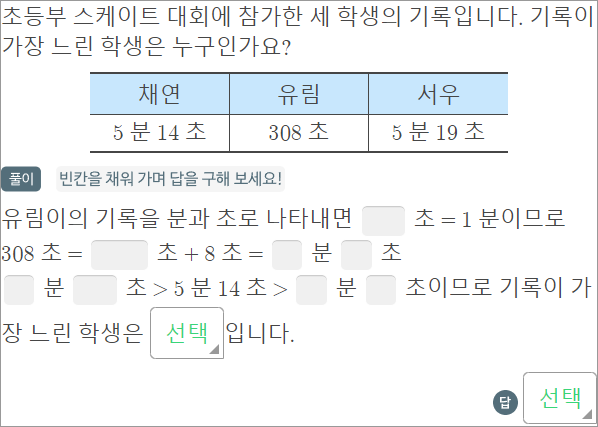 초등부 스케이트 대회에 참가한 세 학생의 기록입니다. 기록이
가장 느린 학생은 누구인가요?
채연 유림 서우
5 분 14 초 308 초 5 분 19 초
풀이 빈칸을 채워 가며 답을 구해 보세요!
유림이의 기록을 분과 초로 나타내면 초 = 1 분이므로
308 초 = 초 + 8 초 = 분 초
분 초 > 5 분 14 초 > 분 초이므로 기록이 가
장 느린 학생은 선택 입니다.
답 선택